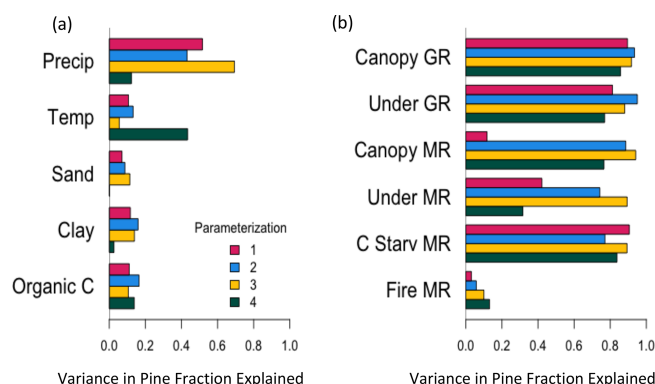 (a)
Precip
Temp
Sand
Clay
Organic C
Parameterization
1
2
3
4
0.0 0.2 0.4 0.6 0.8 1.0
Variance in Pine Fraction Explained
(b)
Canopy GR
Under GR
Canopy MR
Under MR
C Starv MR
Fire MR
0.0 0.2 0.4 0.6 0.8 1.0
Variance in Pine Fraction Explained